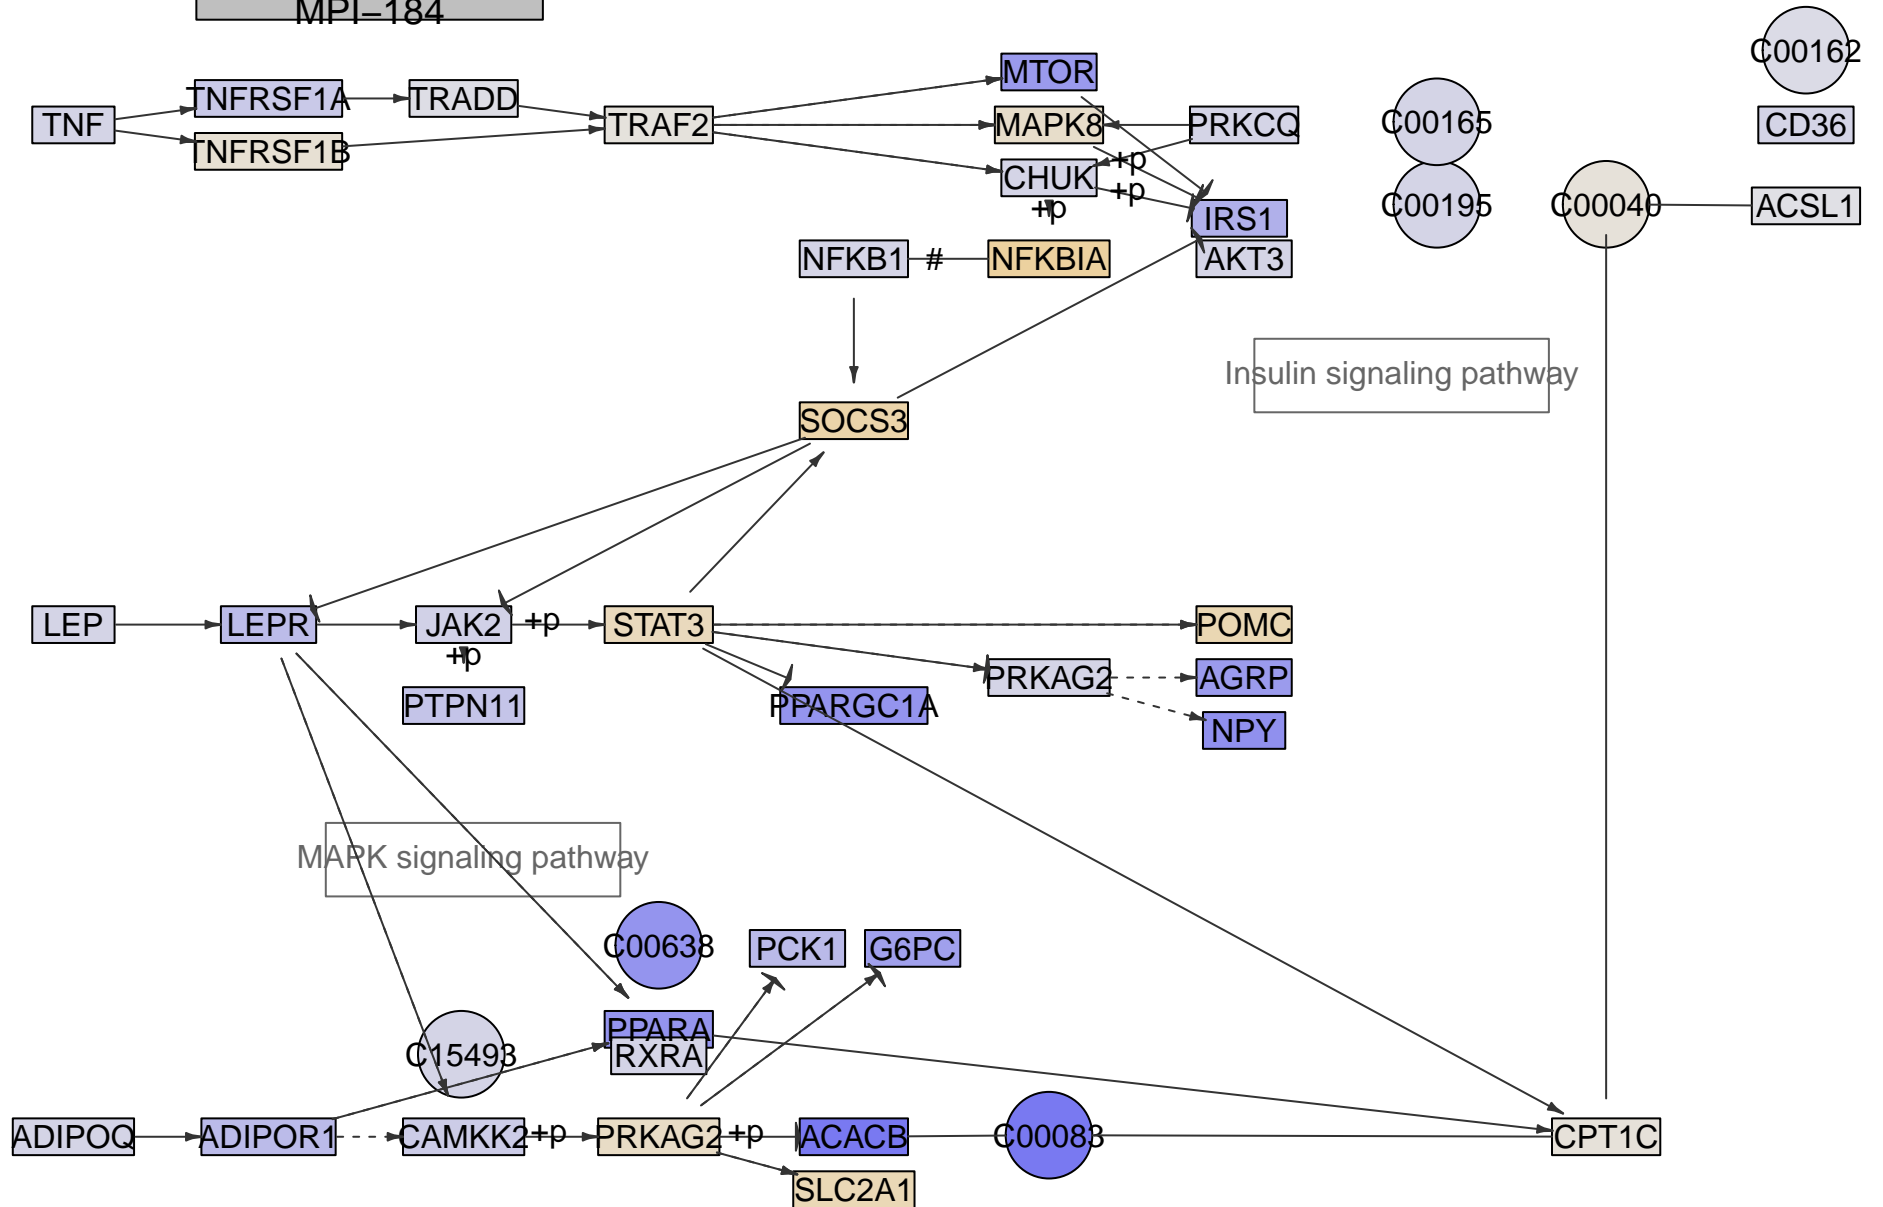 MPI−184
C00162
MTOR
TNFRSF1A
TRADD
TNF
TRAF2
MAPK8
PRKCQ
C00165
CD36
TNFRSF1B
+p
CHUK
+p
+p
IRS1
C00195
C00040
ACSL1
NFKB1
#
NFKBIA
AKT3
Insulin signaling pathway
SOCS3
LEP
LEPR
JAK2
+p
STAT3
POMC
+p
PRKAG2
AGRP
PTPN11
PPARGC1A
NPY
MAPK signaling pathway
C00638
PCK1
G6PC
PPARA
C15493
RXRA
ADIPOQ
ADIPOR1
CAMKK2
+p
PRKAG2
+p
ACACB
C00083
CPT1C
SLC2A1